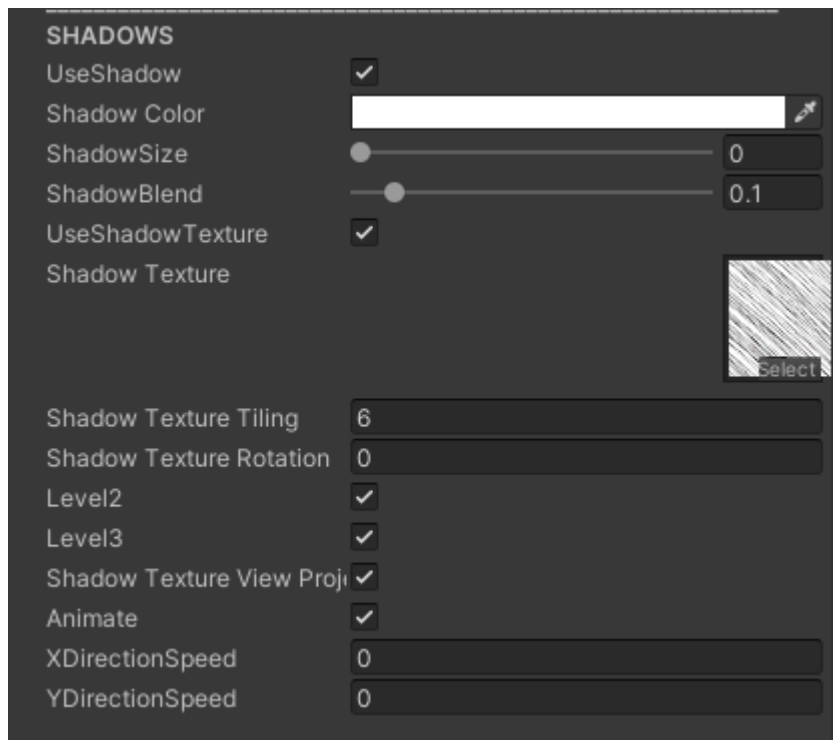 SHADOWS
UseShadow
Shadow Color
ShadowSize 0
ShadowBlend 0.1
UseShadowTexture
Shadow Texture
Select
Shadow Texture Tiling 6
Shadow Texture Rotation 0
Level2
Level3
Shadow Texture View Proj
Animate
XDirectionSpeed 0
YDirectionSpeed 0